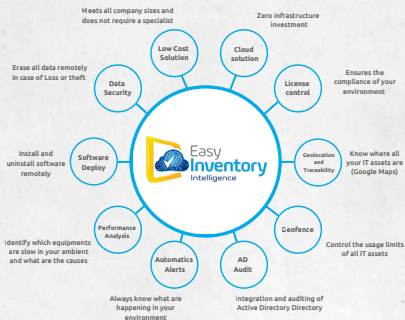 Meets all company sizes and
does not require a specialist
Low Cost
Solution
Zero infrastructure
investment
Cloud
solution
Ensures the
compliance of your
environment
License
control
Know where all
your IT assets are
(Google Maps)
Geolocation
and
Traceability
Control the usage limits
of all IT assets
Geofence
Integration and auditing of
Active Directory Directory
AD
Audit
Always know what are
happening in your
environment
Automatics
Alerts
Identify which equipments
are slow in your ambient
and what are the causes
Performance
Analysis
Install and
uninstall software
remotely
Software
Deploy
Erase all data remotely
in case of Loss or theft
Data
Security
Easy
Inventory
Intelligence